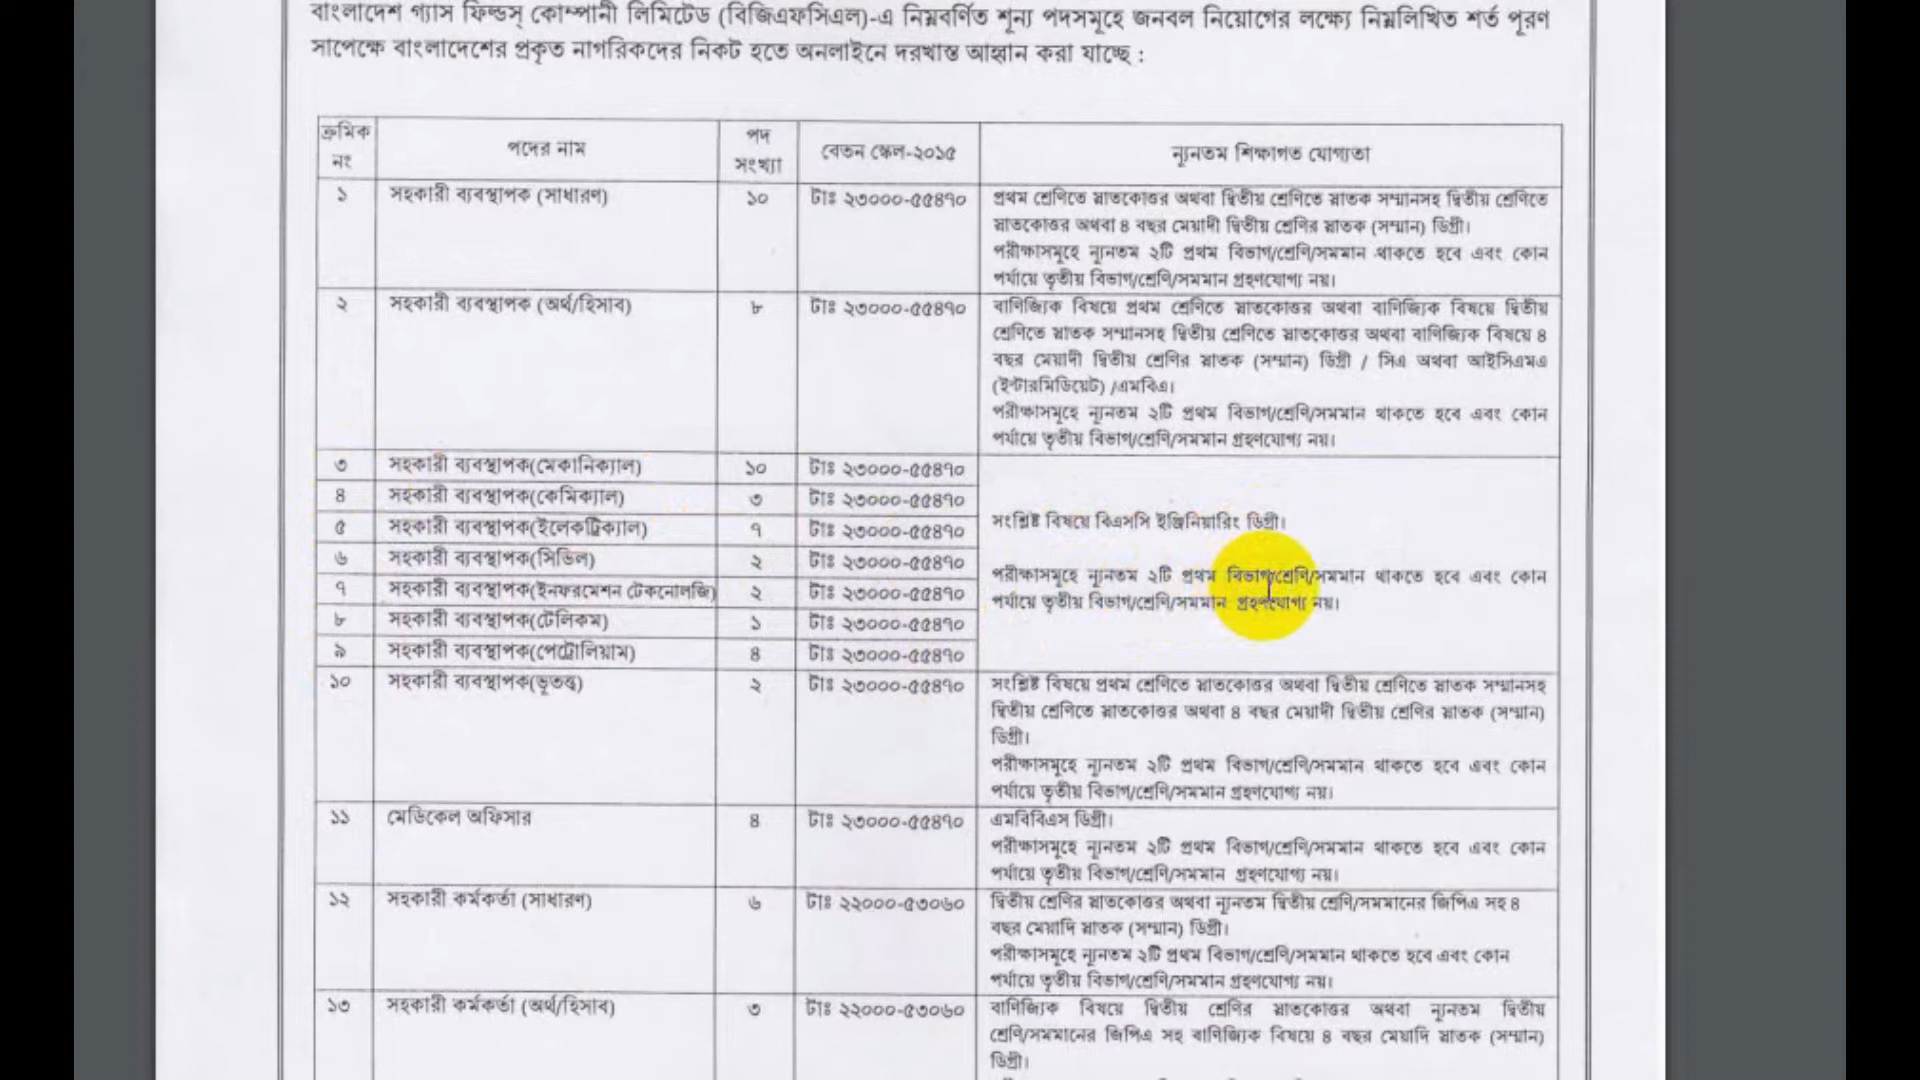 বাংলাদেশ গ্যাস ফিল্ডস্ কোম্পানী লিমিটেড (বিজিএফসিএল)-এ নিম্নবর্ণিত শূন্য পদসমূহে জনবল নিয়োগের লক্ষ্যে নিম্নলিখিত শর্ত পূরণ
সাপেক্ষে বাংলাদেশের প্রকৃত নাগরিকদের নিকট হতে অনলাইনে দরখাস্ত আহ্বান করা যাচ্ছে :
ক্রমিক নং পদের নাম পদ সংখ্যা বেতন স্কেল-২০১৫ ন্যূনতম শিক্ষাগত যোগ্যতা
১ সহকারী ব্যবস্থাপক (সাধারণ) ১০ টাঃ ২৩০০০-৫৫৪৭০ প্রথম শ্রেণিতে স্নাতকোত্তর অথবা দ্বিতীয় শ্রেণিতে স্নাতক সম্মানসহ দ্বিতীয় শ্রেণিতে
স্নাতকোত্তর অথবা ৪ বছর মেয়াদী দ্বিতীয় শ্রেণির স্নাতক (সম্মান) ডিগ্রী।
পরীক্ষাসমূহে ন্যূনতম ২টি প্রথম বিভাগ/শ্রেণি/সমমান থাকতে হবে এবং কোন
পর্যায়ে তৃতীয় বিভাগ/শ্রেণি/সমমান গ্রহণযোগ্য নয়।
২ সহকারী ব্যবস্থাপক (অর্থ/হিসাব) ৮ টাঃ ২৩০০০-৫৫৪৭০ বাণিজ্যিক বিষয়ে প্রথম শ্রেণিতে স্নাতকোত্তর অথবা বাণিজ্যিক বিষয়ে দ্বিতীয়
শ্রেণিতে স্নাতক সম্মানসহ দ্বিতীয় শ্রেণিতে স্নাতকোত্তর অথবা বাণিজ্যিক বিষয়ে ৪
বছর মেয়াদী দ্বিতীয় শ্রেণির স্নাতক (সম্মান) ডিগ্রী / সিএ অথবা আইসিএমএ
(ইন্টারমিডিয়েট) /এমবিএ।
পরীক্ষাসমূহে ন্যূনতম ২টি প্রথম বিভাগ/শ্রেণি/সমমান থাকতে হবে এবং কোন
পর্যায়ে তৃতীয় বিভাগ/শ্রেণি/সমমান গ্রহণযোগ্য নয়।
৩ সহকারী ব্যবস্থাপক(মেকানিক্যাল) ১০ টাঃ ২৩০০০-৫৫৪৭০
৪ সহকারী ব্যবস্থাপক(কেমিক্যাল) ৩ টাঃ ২৩০০০-৫৫৪৭০
৫ সহকারী ব্যবস্থাপক(ইলেকট্রিক্যাল) ৭ টাঃ ২৩০০০-৫৫৪৭০
৬ সহকারী ব্যবস্থাপক(সিভিল) ২ টাঃ ২৩০০০-৫৫৪৭০
৭ সহকারী ব্যবস্থাপক(ইনফরমেশন টেকনোলজি) ২ টাঃ ২৩০০০-৫৫৪৭০
৮ সহকারী ব্যবস্থাপক(টেলিকম) ১ টাঃ ২৩০০০-৫৫৪৭০
৯ সহকারী ব্যবস্থাপক(পেট্রোলিয়াম) ৪ টাঃ ২৩০০০-৫৫৪৭০
সংশ্লিষ্ট বিষয়ে বিএসসি ইঞ্জিনিয়ারিং ডিগ্রী।
পরীক্ষাসমূহে ন্যূনতম ২টি প্রথম বিভাগ/শ্রেণি/সমমান থাকতে হবে এবং কোন
পর্যায়ে তৃতীয় বিভাগ/শ্রেণি/সমমান গ্রহণযোগ্য নয়।
১০ সহকারী ব্যবস্থাপক(ভূতত্ত্ব) ২ টাঃ ২৩০০০-৫৫৪৭০ সংশ্লিষ্ট বিষয়ে প্রথম শ্রেণিতে স্নাতকোত্তর অথবা দ্বিতীয় শ্রেণিতে স্নাতক সম্মানসহ
দ্বিতীয় শ্রেণিতে স্নাতকোত্তর অথবা ৪ বছর মেয়াদী দ্বিতীয় শ্রেণির স্নাতক (সম্মান)
ডিগ্রী।
পরীক্ষাসমূহে ন্যূনতম ২টি প্রথম বিভাগ/শ্রেণি/সমমান থাকতে হবে এবং কোন
পর্যায়ে তৃতীয় বিভাগ/শ্রেণি/সমমান গ্রহণযোগ্য নয়।
১১ মেডিকেল অফিসার ৪ টাঃ ২৩০০০-৫৫৪৭০ এমবিবিএস ডিগ্রী।
পরীক্ষাসমূহে ন্যূনতম ২টি প্রথম বিভাগ/শ্রেণি/সমমান থাকতে হবে এবং কোন
পর্যায়ে তৃতীয় বিভাগ/শ্রেণি/সমমান গ্রহণযোগ্য নয়।
১২ সহকারী কর্মকর্তা (সাধারণ) ৬ টাঃ ২২০০০-৫৩০৬০ দ্বিতীয় শ্রেণির স্নাতকোত্তর অথবা ন্যূনতম দ্বিতীয় শ্রেণি/সমমানের জিপিএ সহ ৪
বছর মেয়াদি স্নাতক (সম্মান) ডিগ্রী।
পরীক্ষাসমূহে ন্যূনতম ২টি প্রথম বিভাগ/শ্রেণি/সমমান থাকতে হবে এবং কোন
পর্যায়ে তৃতীয় বিভাগ/শ্রেণি/সমমান গ্রহণযোগ্য নয়।
১৩ সহকারী কর্মকর্তা (অর্থ/হিসাব) ৩ টাঃ ২২০০০-৫৩০৬০ বাণিজ্যিক বিষয়ে দ্বিতীয় শ্রেণির স্নাতকোত্তর অথবা ন্যূনতম দ্বিতীয়
শ্রেণি/সমমানের জিপিএ সহ বাণিজ্যিক বিষয়ে ৪ বছর মেয়াদি স্নাতক (সম্মান)
ডিগ্রী।